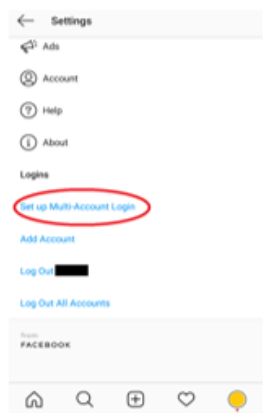 Settings
Ads
Account
Help
About
Logins
Set up Multi-Account Login
Add Account
Log Out
Log Out All Accounts
from
FACEBOOK